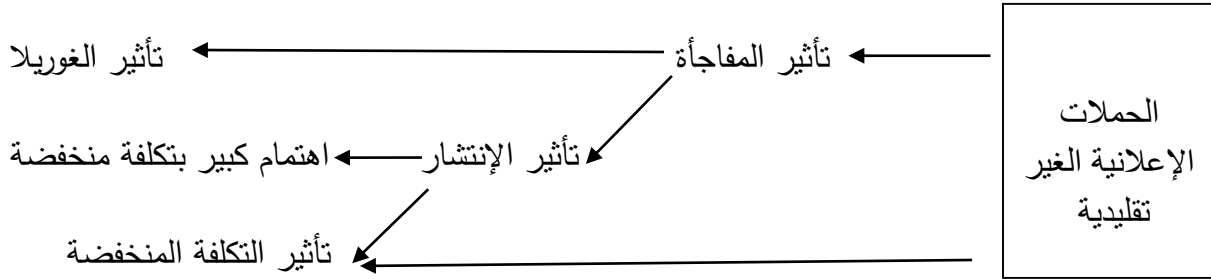 الحملات
الإعلانية الغير
تقليدية
تأثير المفاجأة
تأثير الغوريلا
تأثير الإنتشار
اهتمام كبير بتكلفة منخفضة
تأثير التكلفة المنخفضة